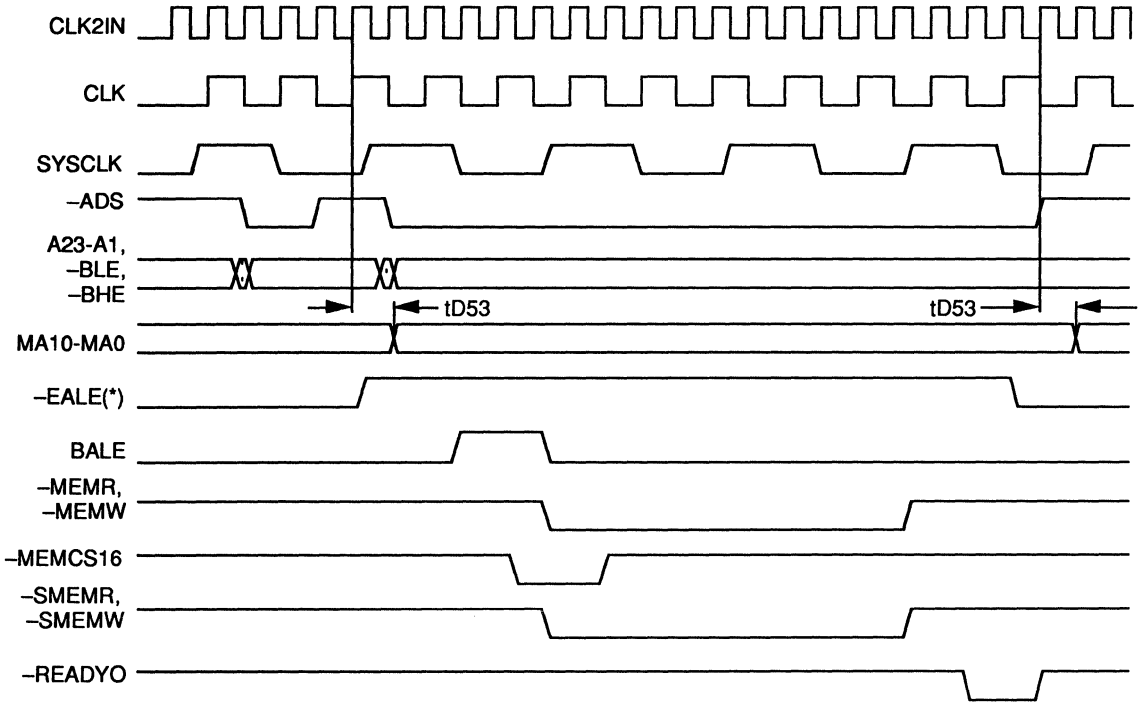 CLK2IN
CLK
SYSCLK
–ADS
A23-A1,
–BLE,
–BHE
tD53
tD53
MA10-MA0
–EALE(*)
BALE
–MEMR,
–MEMW
–MEMCS16
–SMEMR,
–SMEMW
–READYO